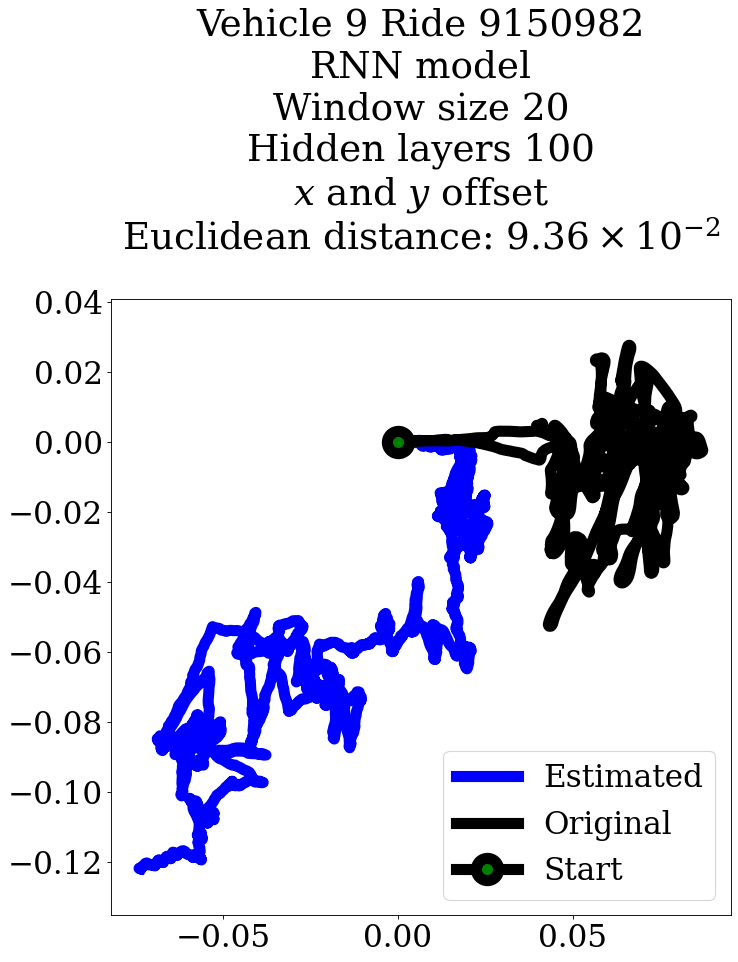 Vehicle 9 Ride 9150982
RNN model
Window size 20
Hidden layers 100
x and y offset
Euclidean distance: 9.36 × 10⁻²
0.04
0.02
0.00
−0.02
−0.04
−0.06
−0.08
−0.10
−0.12
Estimated
Original
Start
−0.05 0.00 0.05